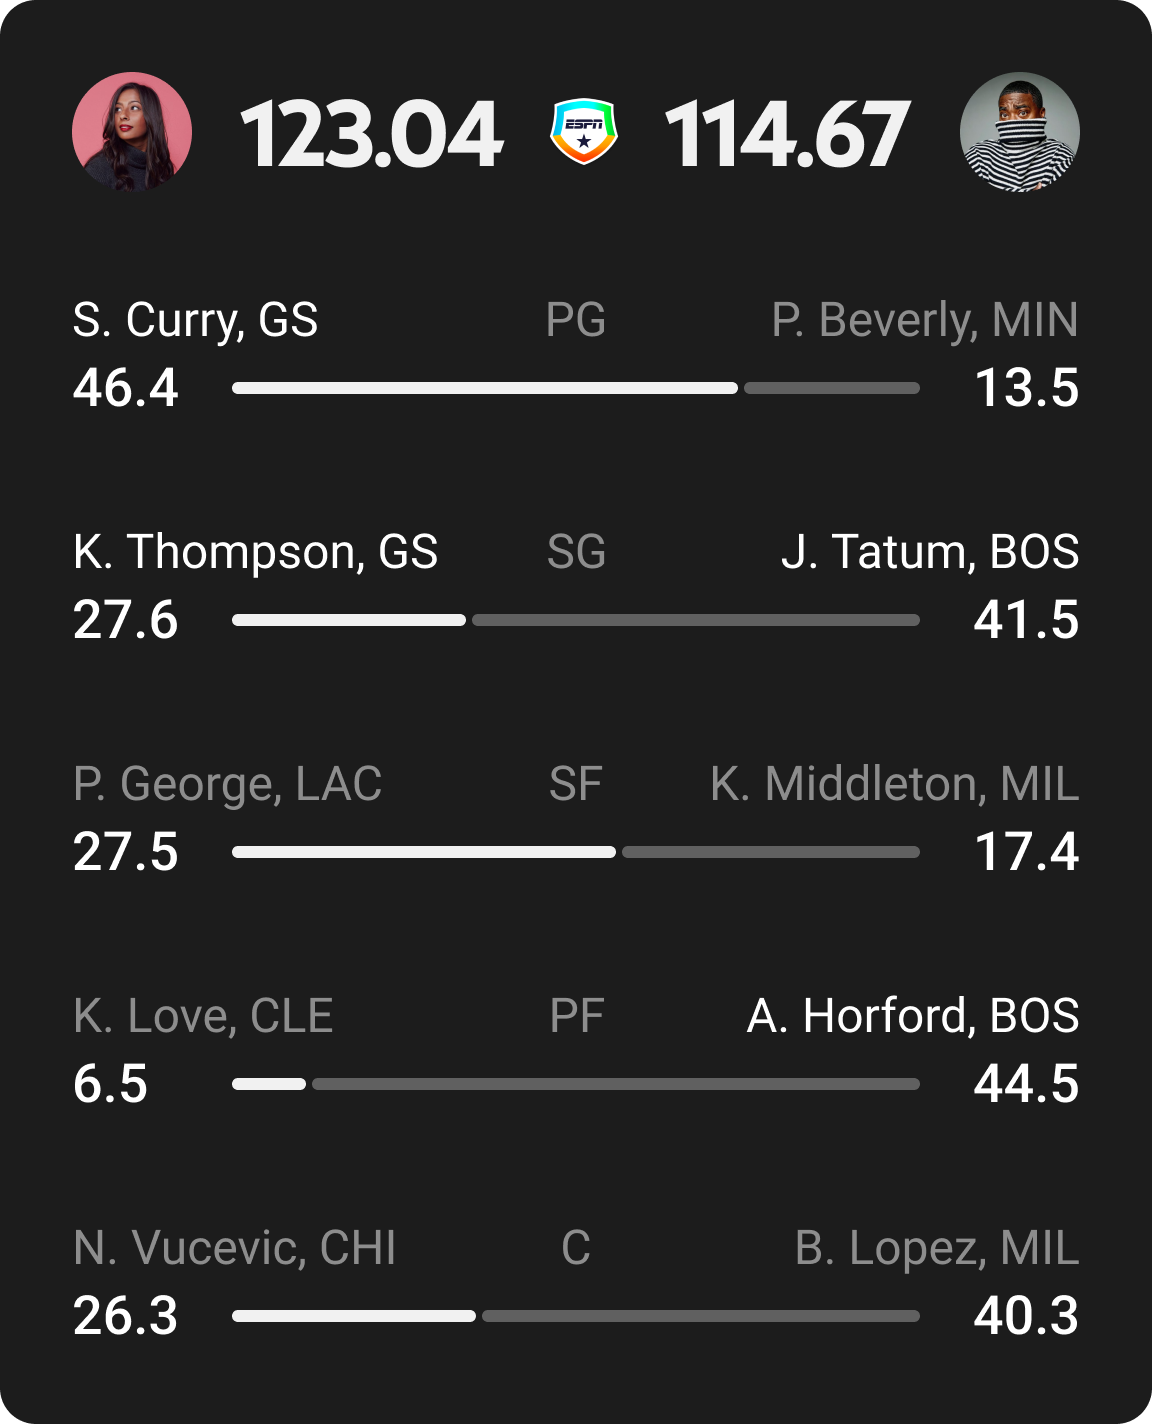 123.04 ESPN 114.67
S. Curry, GS PG P. Beverly, MIN
46.4 13.5
K. Thompson, GS SG J. Tatum, BOS
27.6 41.5
P. George, LAC SF K. Middleton, MIL
27.5 17.4
K. Love, CLE PF A. Horford, BOS
6.5 44.5
N. Vucevic, CHI C B. Lopez, MIL
26.3 40.3